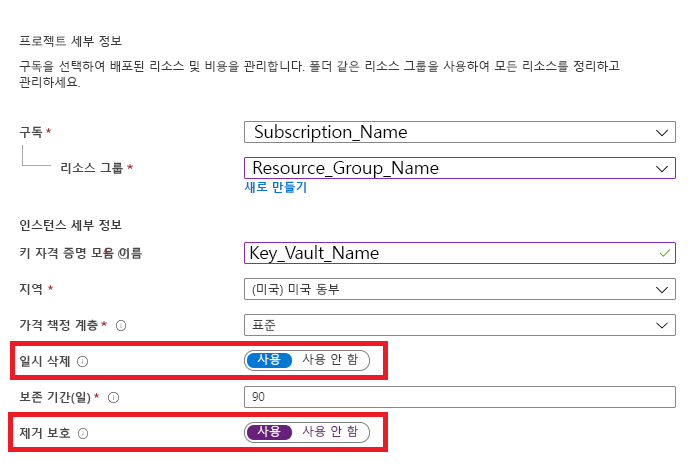 프로젝트 세부 정보
구독을 선택하여 배포된 리소스 및 비용을 관리합니다. 폴더 같은 리소스 그룹을 사용하여 모든 리소스를 정리하고
관리하세요.
구독 * Subscription_Name
리소스 그룹 * Resource_Group_Name
새로 만들기
인스턴스 세부 정보
키 자격 증명 모음 이름 * Key_Vault_Name
지역 * (미국) 미국 동부
가격 책정 계층 * 표준
일시 삭제 사용 사용 안 함
보존 기간(일) * 90
제거 보호 사용 사용 안 함